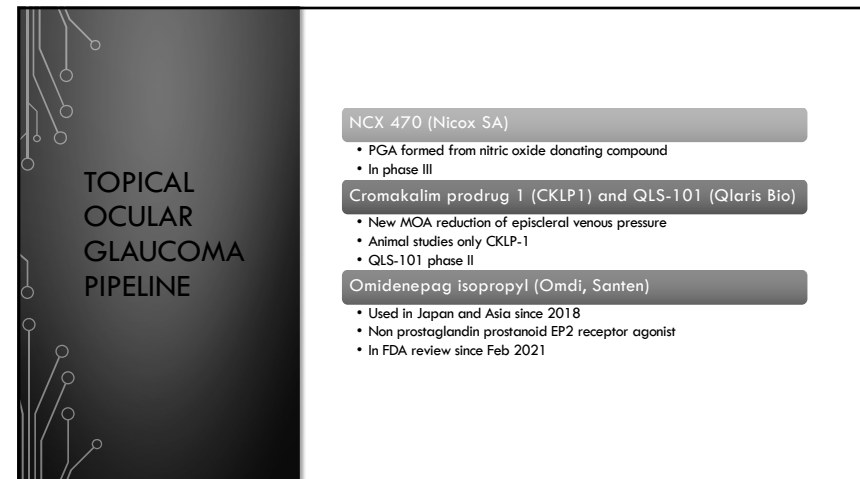 TOPICAL
OCULAR
GLAUCOMA
PIPELINE
NCX 470 (Nicox SA)
• PGA formed from nitric oxide donating compound
• In phase III
Cromakalim prodrug 1 (CKLP1) and QLS-101 (Qlaris Bio)
• New MOA reduction of episcleral venous pressure
• Animal studies only CKLP-1
• QLS-101 phase II
Omidenepag isopropyl (Omdi, Santen)
• Used in Japan and Asia since 2018
• Non prostaglandin prostanoid EP2 receptor agonist
• In FDA review since Feb 2021